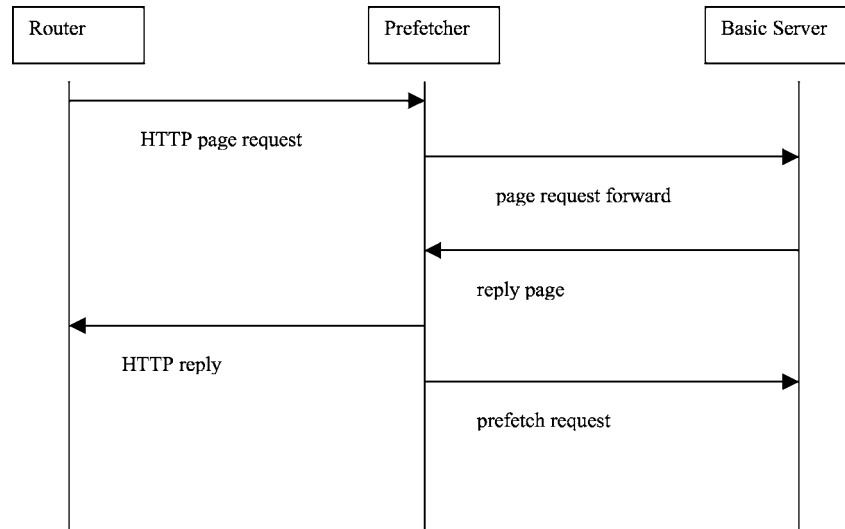 Router
Prefetcher
Basic Server
HTTP page request
page request forward
reply page
HTTP reply
prefetch request